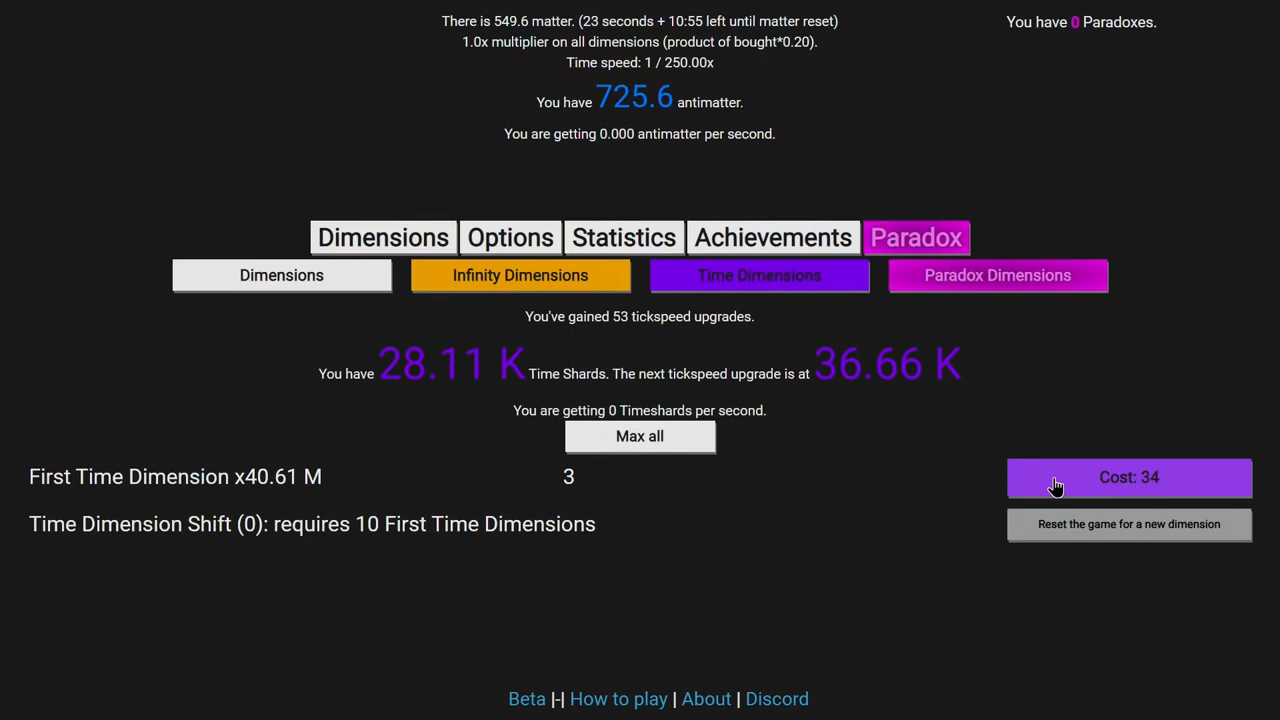 There is 549.6 matter. (23 seconds + 10:55 left until matter reset)
You have 0 Paradoxes.
1.0x multiplier on all dimensions (product of bought*0.20).
Time speed: 1 / 250.00x
You have 725.6 antimatter.
You are getting 0.000 antimatter per second.
Dimensions Options Statistics Achievements Paradox
Dimensions Infinity Dimensions Time Dimensions Paradox Dimensions
You've gained 53 tickspeed upgrades.
You have 28.11 K Time Shards. The next tickspeed upgrade is at 36.66 K
You are getting 0 Timeshards per second.
Max all
First Time Dimension x40.61 M 3 Cost: 34
Time Dimension Shift (0): requires 10 First Time Dimensions Reset the game for a new dimension
Beta |-| How to play | About | Discord